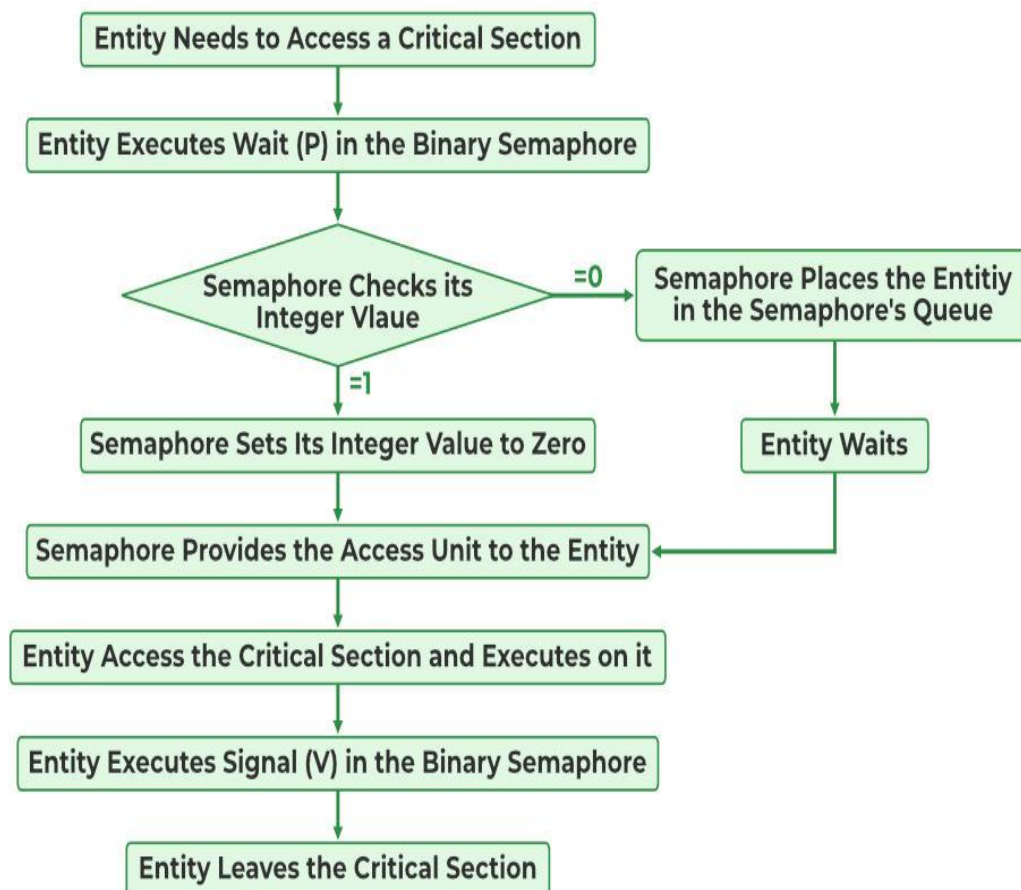 Entity Needs to Access a Critical Section
Entity Executes Wait (P) in the Binary Semaphore
Semaphore Checks its
Integer Vlaue
=0
Semaphore Places the Entitiy
in the Semaphore's Queue
=1
Semaphore Sets Its Integer Value to Zero
Entity Waits
Semaphore Provides the Access Unit to the Entity
Entity Access the Critical Section and Executes on it
Entity Executes Signal (V) in the Binary Semaphore
Entity Leaves the Critical Section